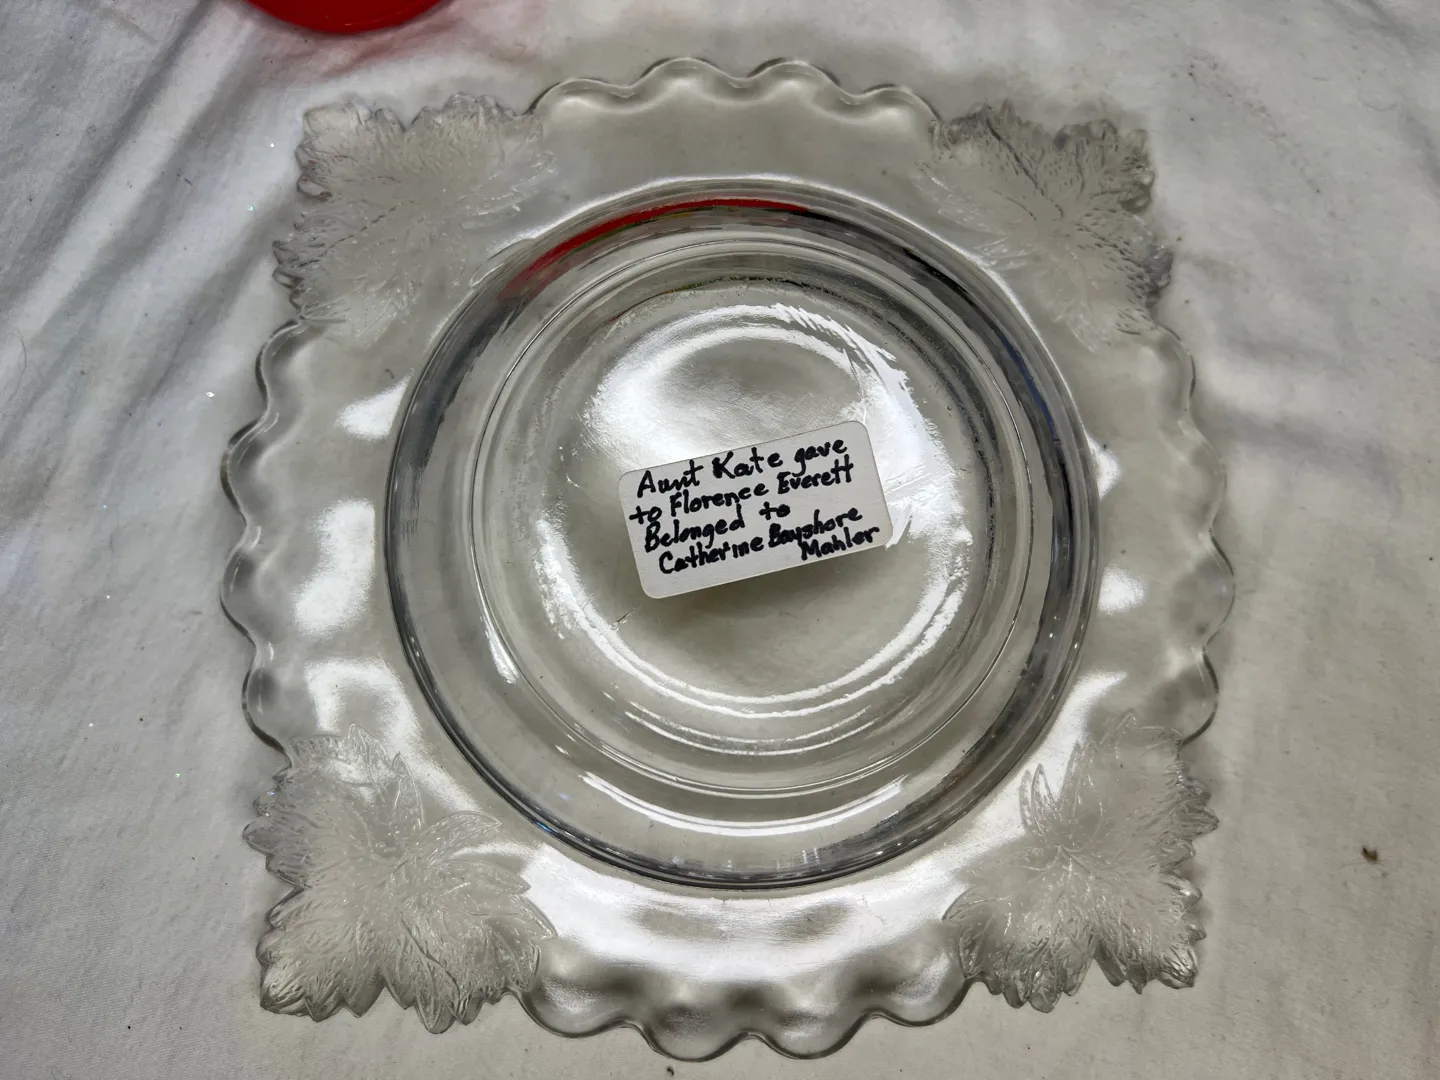 Aunt Kate gave
to Florence Everett
Belonged to
Catherine Bayshore
Mahler